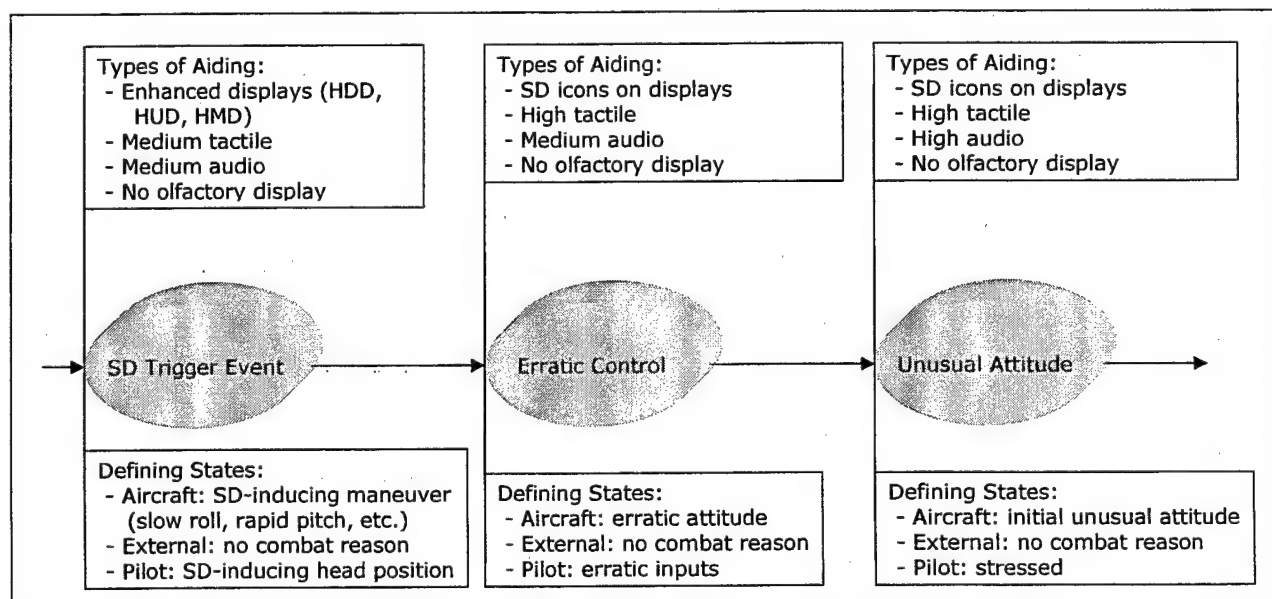 Types of Aiding:
- Enhanced displays (HDD,
HUD, HMD)
- Medium tactile
- Medium audio
- No olfactory display
Types of Aiding:
- SD icons on displays
- High tactile
- Medium audio
- No olfactory display
Types of Aiding:
- SD icons on displays
- High tactile
- High audio
- No olfactory display
SD Trigger Event
Erratic Control
Unusual Attitude
Defining States:
- Aircraft: SD-inducing maneuver
(slow roll, rapid pitch, etc.)
- External: no combat reason
- Pilot: SD-inducing head position
Defining States:
- Aircraft: erratic attitude
- External: no combat reason
- Pilot: erratic inputs
Defining States:
- Aircraft: initial unusual attitude
- External: no combat reason
- Pilot: stressed